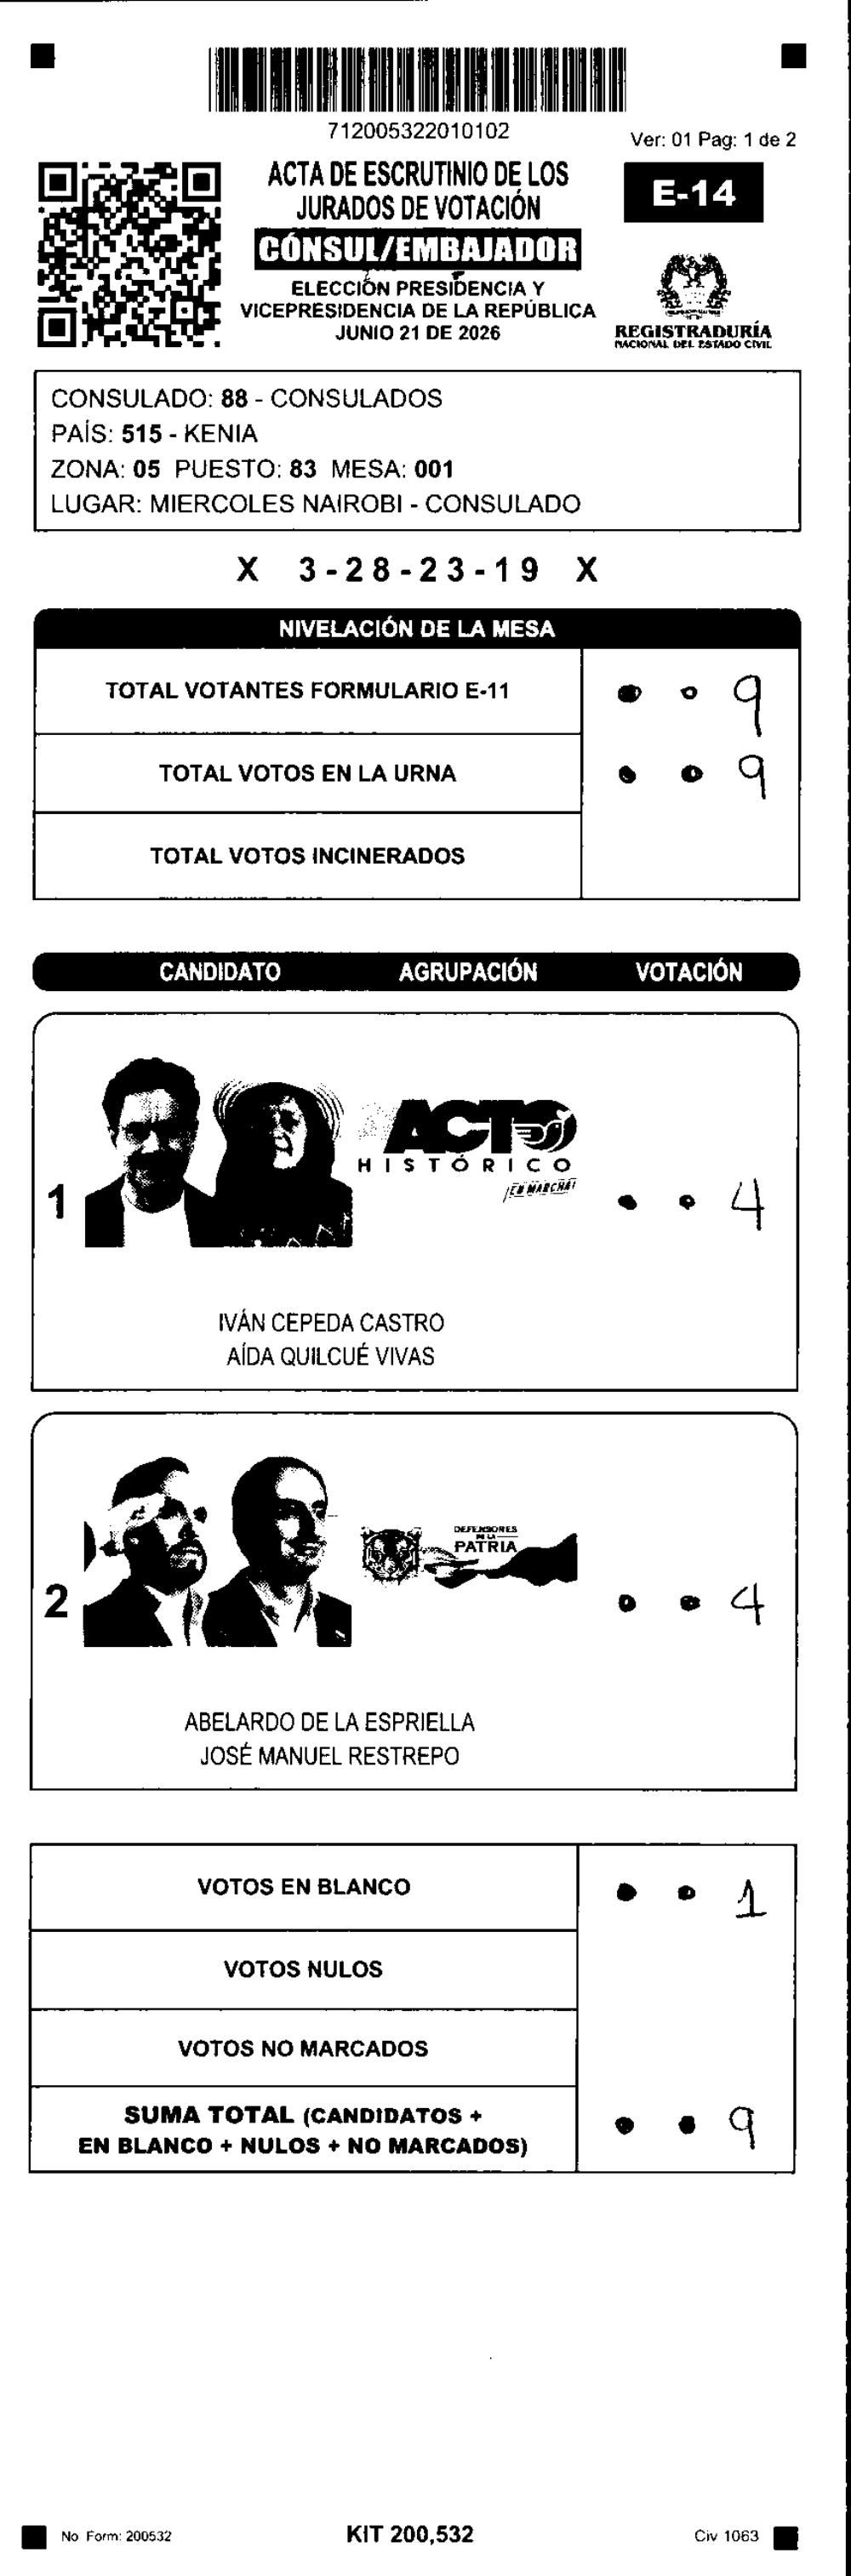 712005322010102
Ver: 01 Pag: 1 de 2
ACTA DE ESCRUTINIO DE LOS
JURADOS DE VOTACIÓN
E-14
CÓNSUL/EMBAJADOR
ELECCIÓN PRESIDENCIA Y
VICEPRESIDENCIA DE LA REPÚBLICA
JUNIO 21 DE 2026
REGISTRADURÍA
NACIONAL DEL ESTADO CIVIL
CONSULADO: 88 - CONSULADOS
PAÍS: 515 - KENIA
ZONA: 05 PUESTO: 83 MESA: 001
LUGAR: MIERCOLES NAIROBI - CONSULADO
X 3-28-23-19 X
NIVELACIÓN DE LA MESA
TOTAL VOTANTES FORMULARIO E-11 • • 9
TOTAL VOTOS EN LA URNA • • 9
TOTAL VOTOS INCINERADOS
CANDIDATO AGRUPACIÓN VOTACIÓN
ACTO
HISTÓRICO
¡EN MARCHA!
1 • • 4
IVÁN CEPEDA CASTRO
AÍDA QUILCUÉ VIVAS
DEFENSORES
DE LA
PATRIA
2 • • 4
ABELARDO DE LA ESPRIELLA
JOSÉ MANUEL RESTREPO
VOTOS EN BLANCO • • 1
VOTOS NULOS
VOTOS NO MARCADOS
SUMA TOTAL (CANDIDATOS +
EN BLANCO + NULOS + NO MARCADOS) • • 9
No Form: 200532
KIT 200,532
Civ 1063